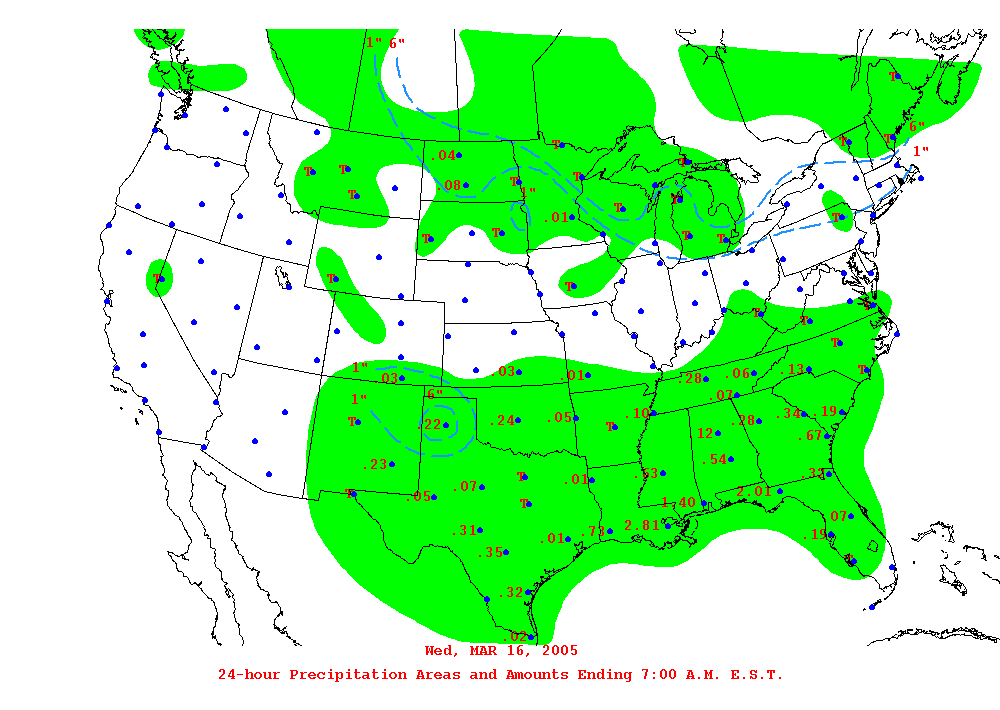 1" 6"
T
6"
T T
1"
T
.04
T
T T
T
T
.08
T
1"
T
T
.01
T
T T
T T
T T
T
T
T
T
1"
.03
.03
.01
.28
.06
.13
T
1"
6"
.07
T
.22
.24
.05
T
.10
.12
.28
.34
.19
.67
.23
.54
.07
T
.01
.53
.33
T
.05
T
1.40
2.01
.31
.01
.73
2.81
.07
.19
.35
T
.32
.02
Wed, MAR 16, 2005
24-hour Precipitation Areas and Amounts Ending 7:00 A.M. E.S.T.